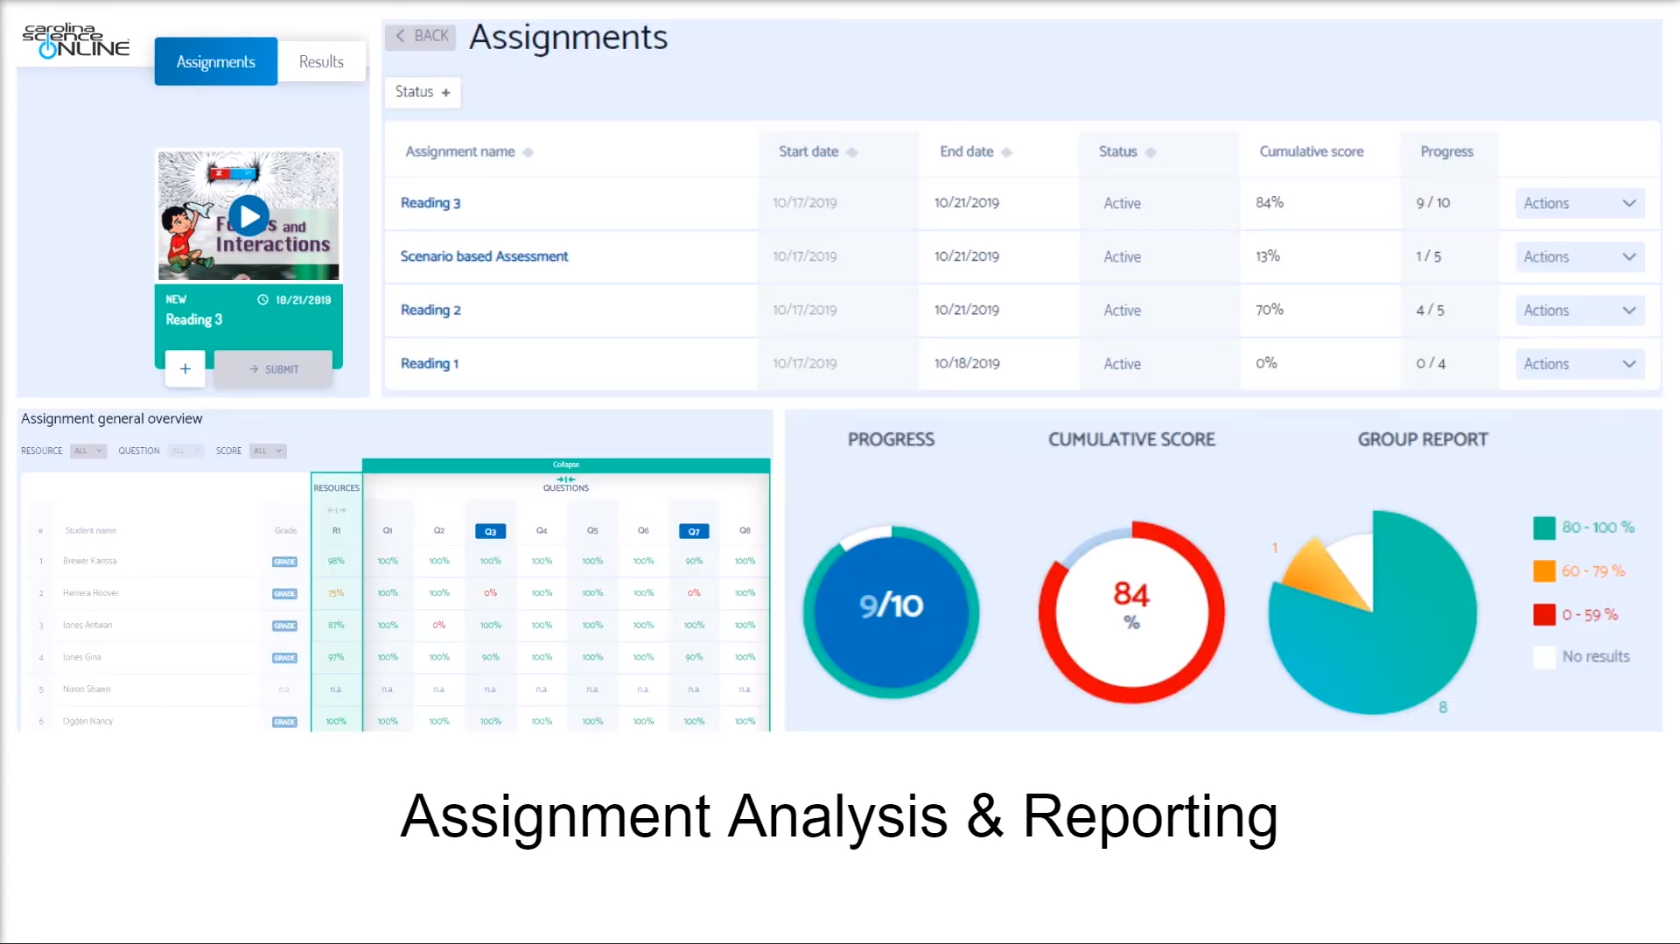 carolina
science
ONLINE
Assignments
Results
Interactions
and
NEW
10/21/2019
Reading 3
+
SUBMIT
BACK
Assignments
Status +
Assignment name
Start date
End date
Status
Cumulative score
Progress
Reading 3
10/17/2019
10/21/2019
Active
84%
9 / 10
Actions
Scenario based Assessment
10/17/2019
10/21/2019
Active
13%
1 / 5
Actions
Reading 2
10/17/2019
10/21/2019
Active
70%
4 / 5
Actions
Reading 1
10/17/2019
10/18/2019
Active
0%
0 / 4
Actions
Assignment general overview
RESOURCE ALL QUESTION ALL SCORE ALL
Collapse
RESOURCES
QUESTIONS
# Student name Grade R1 Q1 Q2 Q3 Q4 Q5 Q6 Q7 Q8
1 Brewer Karissa GRADE 98% 100% 100% 100% 100% 100% 100% 90% 100%
2 Herrera Hoover GRADE 75% 100% 100% 0% 100% 100% 100% 0% 100%
3 Jones Antwan GRADE 87% 100% 0% 100% 100% 100% 100% 100% 100%
4 Jones Gina GRADE 97% 100% 100% 90% 100% 100% 100% 90% 100%
5 Nixon Shawn n.a. n.a. n.a. n.a. n.a. n.a. n.a. n.a. n.a. n.a.
6 Ogden Nancy GRADE 100% 100% 100% 100% 100% 100% 100% 100% 100%
PROGRESS
9/10
CUMULATIVE SCORE
84
%
GROUP REPORT
1
8
80 - 100 %
60 - 79 %
0 - 59 %
No results
Assignment Analysis & Reporting